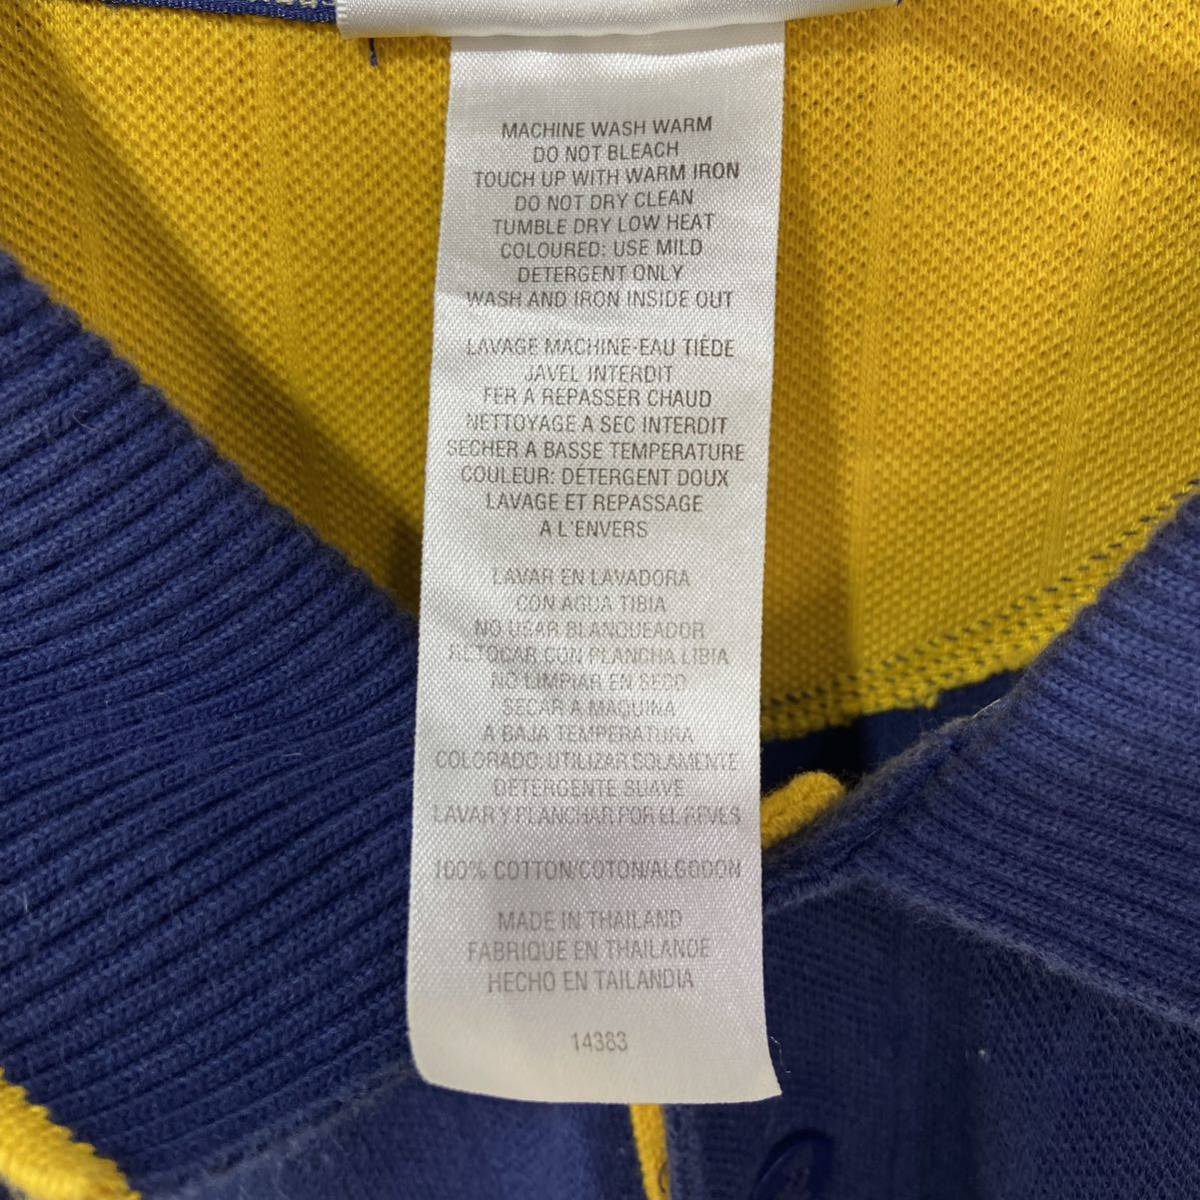 MACHINE WASH WARM
DO NOT BLEACH
TOUCH UP WITH WARM IRON
DO NOT DRY CLEAN
TUMBLE DRY LOW HEAT
COLOURED: USE MILD
DETERGENT ONLY
WASH AND IRON INSIDE OUT
LAVAGE MACHINE-EAU TIÈDE
JAVEL INTERDIT
FER A REPASSER CHAUD
NETTOYAGE A SEC INTERDIT
SECHER A BASSE TEMPERATURE
COULEUR: DÉTERGENT DOUX
LAVAGE ET REPASSAGE
A L'ENVERS
LAVAR EN LAVADORA
CON AGUA TIBIA
NO USAR BLANQUEADOR
RETOCAR CON PLANCHA LIBIA
NO LIMPIAR EN SECO
SECAR A MAQUINA
A BAJA TEMPERATURA
COLORADO: UTILIZAR SOLAMENTE
DETERGENTE SUAVE
LAVAR Y PLANCHAR POR EL REVES
100% COTTON/COTON/ALGODON
MADE IN THAILAND
FABRIQUE EN THAILANDE
HECHO EN TAILANDIA
14383